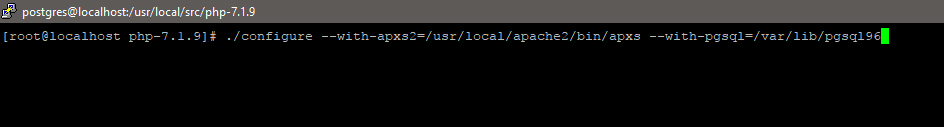 postgres@localhost:/usr/local/src/php-7.1.9
[root@localhost php-7.1.9]# ./configure --with-apxs2=/usr/local/apache2/bin/apxs --with-pgsql=/var/lib/pgsql96